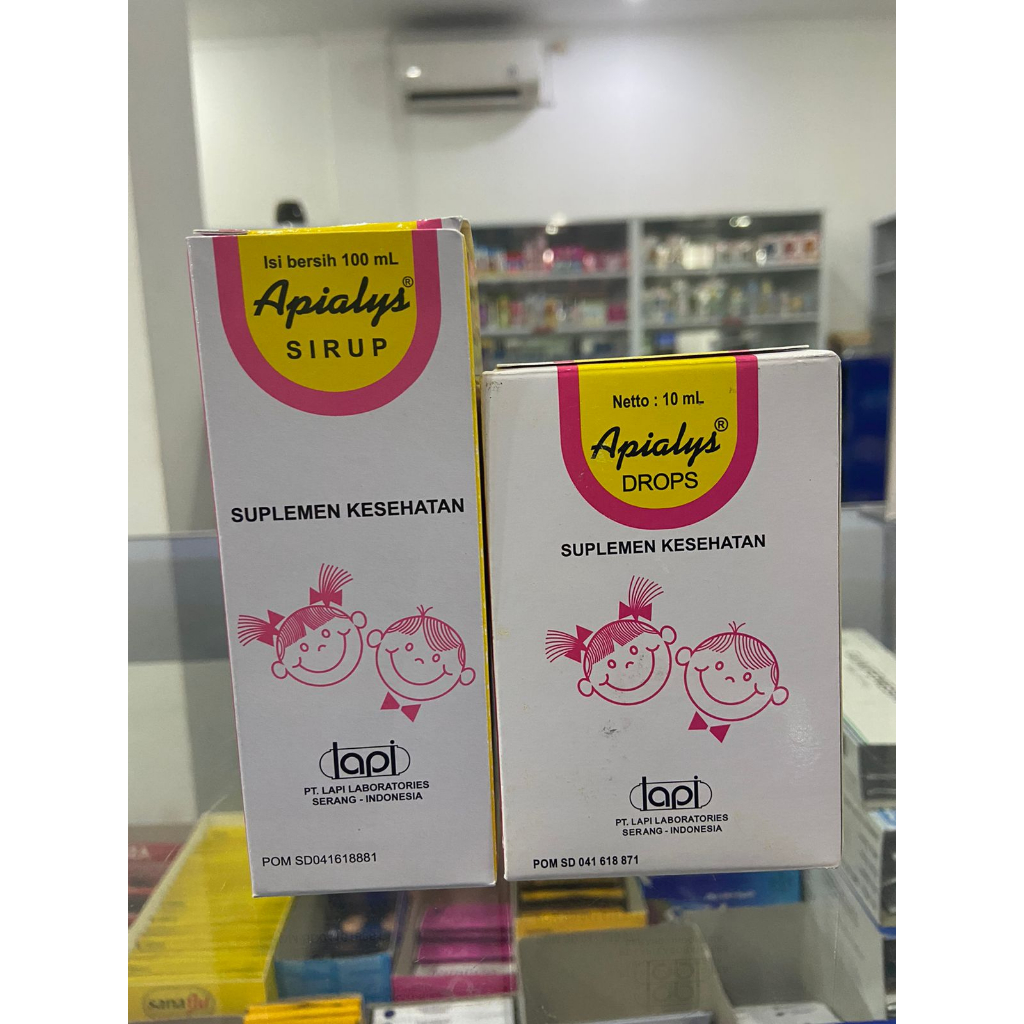 Isi bersih 100 mL
Apialys®
SIRUP
SUPLEMEN KESEHATAN
lapi
PT. LAPI LABORATORIES
SERANG - INDONESIA
POM SD041618881
Netto : 10 mL
Apialys®
DROPS
SUPLEMEN KESEHATAN
lapi
PT. LAPI LABORATORIES
SERANG - INDONESIA
POM SD 041 618 871
sanaflu